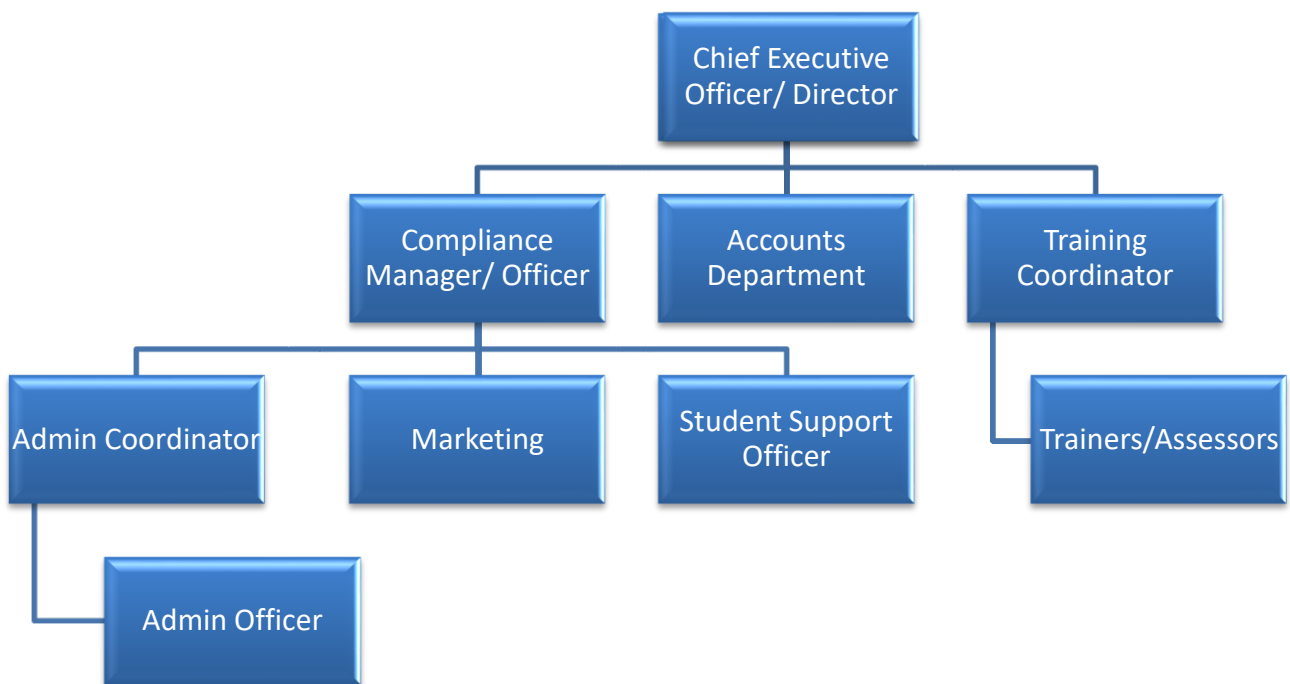 Chief Executive
Officer/ Director
Compliance
Manager/ Officer
Accounts
Department
Training
Coordinator
Admin Coordinator
Marketing
Student Support
Officer
Trainers/Assessors
Admin Officer